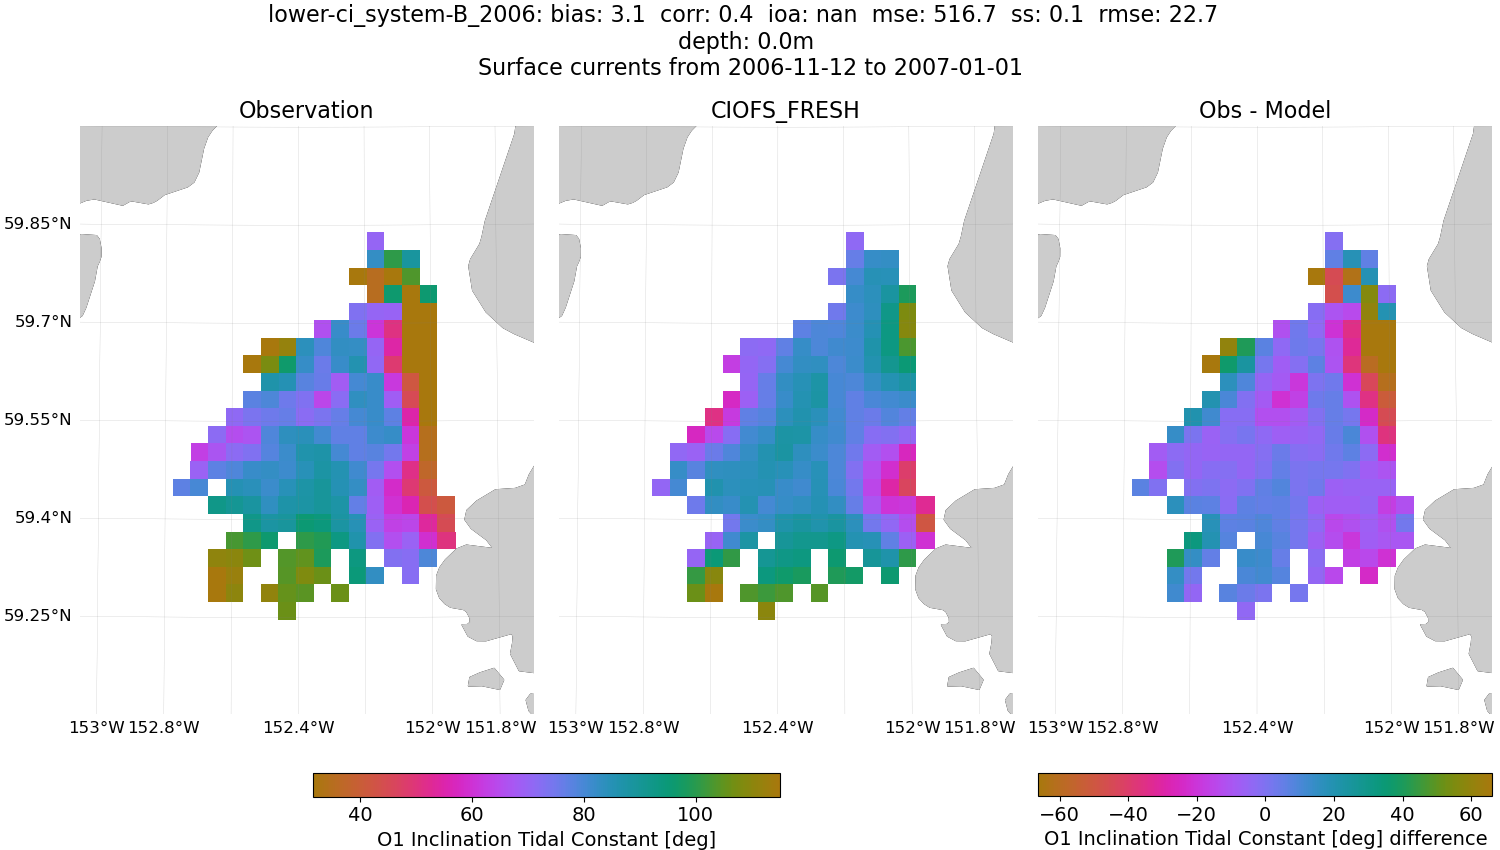 lower-ci_system-B_2006: bias: 3.1  corr: 0.4  ioa: nan  mse: 516.7  ss: 0.1  rmse: 22.7
depth: 0.0m
Surface currents from 2006-11-12 to 2007-01-01
Observation
CIOFS_FRESH
Obs - Model
59.85°N
59.7°N
59.55°N
59.4°N
59.25°N
153°W 152.8°W 152.4°W 152°W 151.8°W
153°W 152.8°W 152.4°W 152°W 151.8°W
153°W 152.8°W 152.4°W 152°W 151.8°W
40 60 80 100
O1 Inclination Tidal Constant [deg]
−60 −40 −20 0 20 40 60
O1 Inclination Tidal Constant [deg] difference